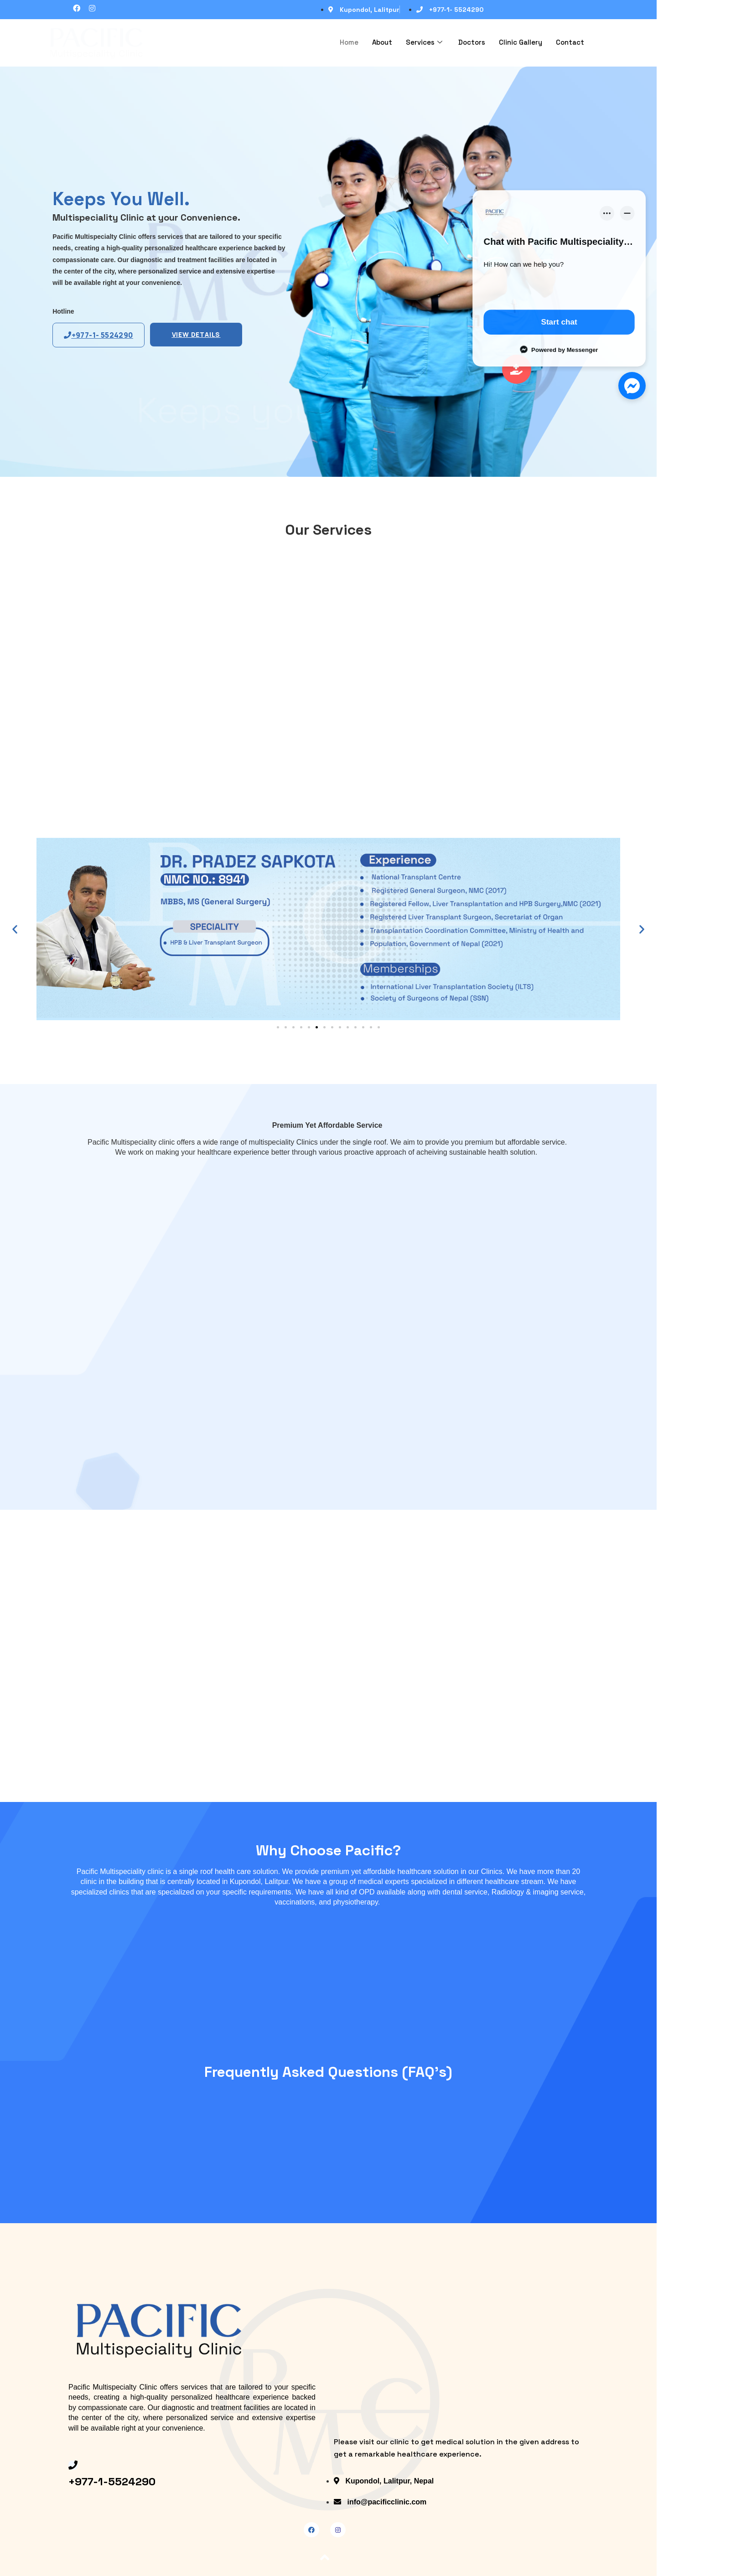 Kupondol, Lalitpur
+977-1- 5524290
PACIFIC
Home
About
Services
Doctors
Clinic Gallery
Contact
Keeps You Well.
Multispeciality Clinic at your Convenience.
Pacific Multispecialty Clinic offers services that are tailored to your specific
needs, creating a high-quality personalized healthcare experience backed by
compassionate care. Our diagnostic and treatment facilities are located in
the center of the city, where personalized service and extensive expertise
will be available right at your convenience.
Hotline
+977-1- 5524290
VIEW DETAILS
Keeps you
PACIFIC
Chat with Pacific Multispeciality…
Hi! How can we help you?
Start chat
Powered by Messenger
Our Services
DR. PRADEZ SAPKOTA
NMC NO.: 8941
MBBS, MS (General Surgery)
SPECIALITY
HPB & Liver Transplant Surgeon
Experience
National Transplant Centre
Registered General Surgeon, NMC (2017)
Registered Fellow, Liver Transplantation and HPB Surgery,NMC (2021)
Registered Liver Transplant Surgeon, Secretariat of Organ
Transplantation Coordination Committee, Ministry of Health and
Population, Government of Nepal (2021)
Memberships
International Liver Transplantation Society (ILTS)
Society of Surgeons of Nepal (SSN)
Premium Yet Affordable Service
Pacific Multispeciality clinic offers a wide range of multispeciality Clinics under the single roof. We aim to provide you premium but affordable service.
We work on making your healthcare experience better through various proactive approach of acheiving sustainable health solution.
Why Choose Pacific?
Pacific Multispeciality clinic is a single roof health care solution. We provide premium yet affordable healthcare solution in our Clinics. We have more than 20
clinic in the building that is centrally located in Kupondol, Lalitpur. We have a group of medical experts specialized in different healthcare stream. We have
specialized clinics that are specialized on your specific requirements. We have all kind of OPD available along with dental service, Radiology & imaging service,
vaccinations, and physiotherapy.
Frequently Asked Questions (FAQ's)
PACIFIC
Multispeciality Clinic
PMC
Pacific Multispecialty Clinic offers services that are tailored to your specific
needs, creating a high-quality personalized healthcare experience backed
by compassionate care. Our diagnostic and treatment facilities are located in
the center of the city, where personalized service and extensive expertise
will be available right at your convenience.
+977-1-5524290
Please visit our clinic to get medical solution in the given address to
get a remarkable healthcare experience.
Kupondol, Lalitpur, Nepal
info@pacificclinic.com